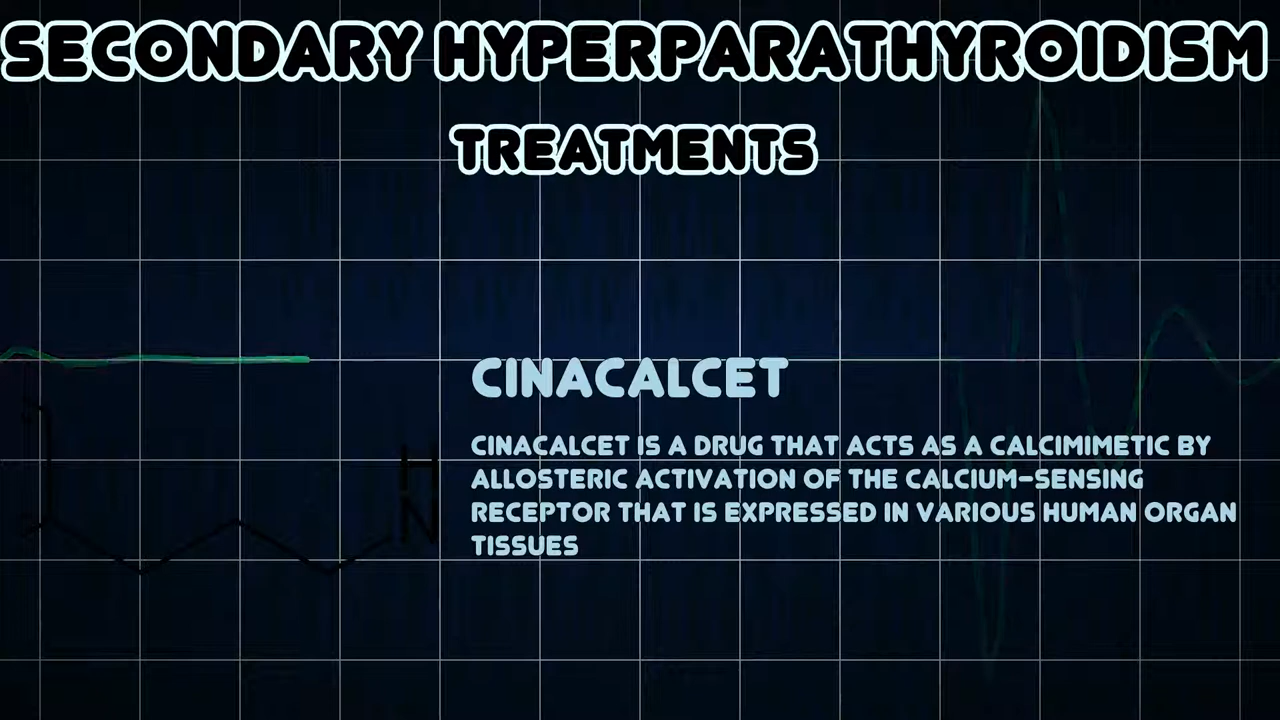 SECONDARY HYPERPARATHYROIDISM
TREATMENTS
CINACALCET
CINACALCET IS A DRUG THAT ACTS AS A CALCIMIMETIC BY
ALLOSTERIC ACTIVATION OF THE CALCIUM-SENSING
RECEPTOR THAT IS EXPRESSED IN VARIOUS HUMAN ORGAN
TISSUES
H
N